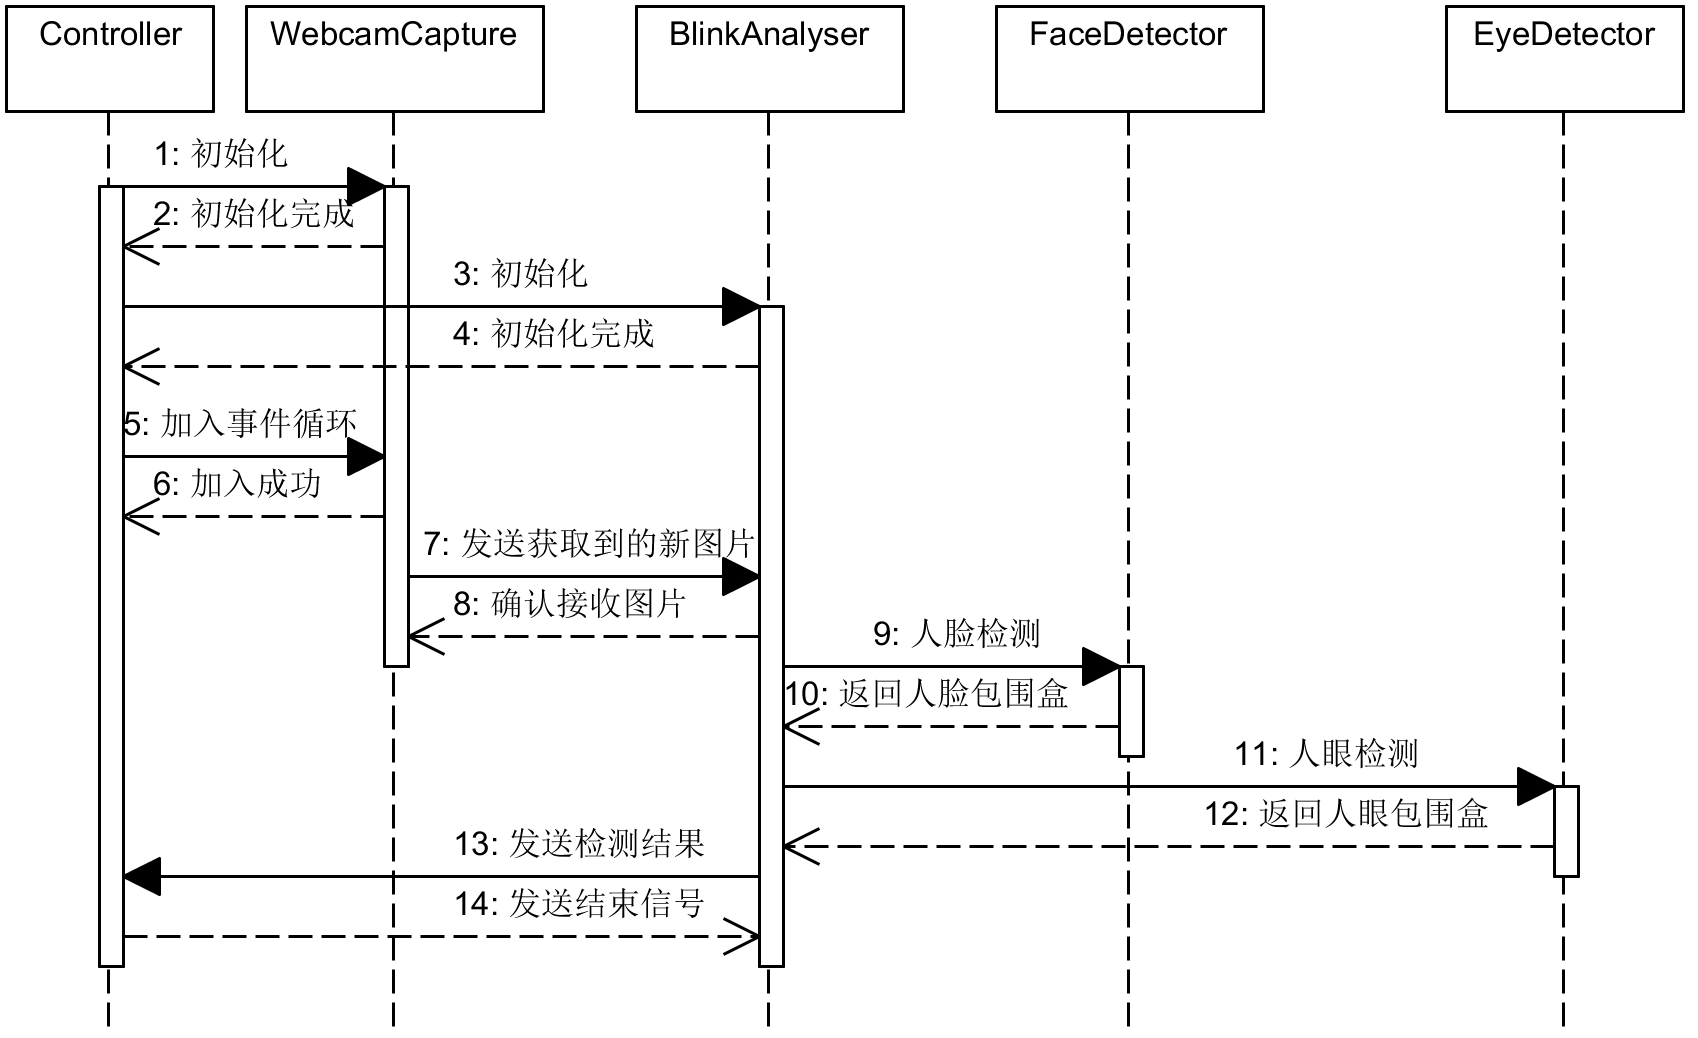 Controller
WebcamCapture
BlinkAnalyser
FaceDetector
EyeDetector
1: 初始化
2: 初始化完成
3: 初始化
4: 初始化完成
5: 加入事件循环
6: 加入成功
7: 发送获取到的新图片
8: 确认接收图片
9: 人脸检测
10: 返回人脸包围盒
11: 人眼检测
12: 返回人眼包围盒
13: 发送检测结果
14: 发送结束信号